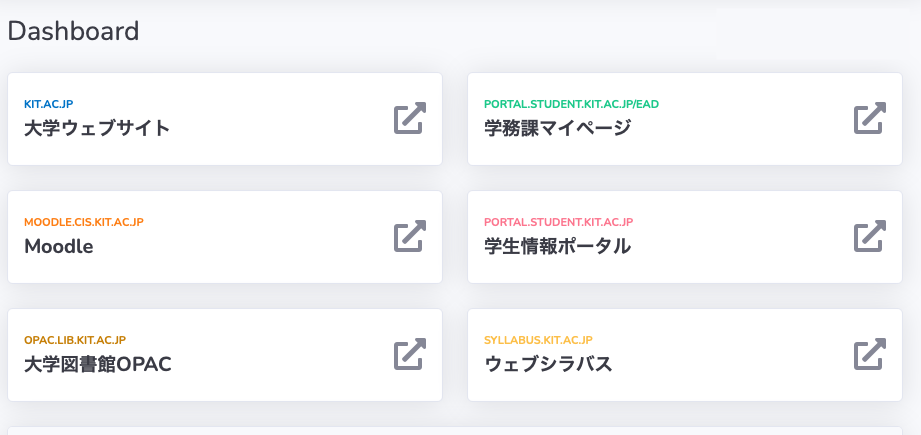 Dashboard
KIT.AC.JP
大学ウェブサイト
PORTAL.STUDENT.KIT.AC.JP/EAD
学務課マイページ
MOODLE.CIS.KIT.AC.JP
Moodle
PORTAL.STUDENT.KIT.AC.JP
学生情報ポータル
OPAC.LIB.KIT.AC.JP
大学図書館OPAC
SYLLABUS.KIT.AC.JP
ウェブシラバス